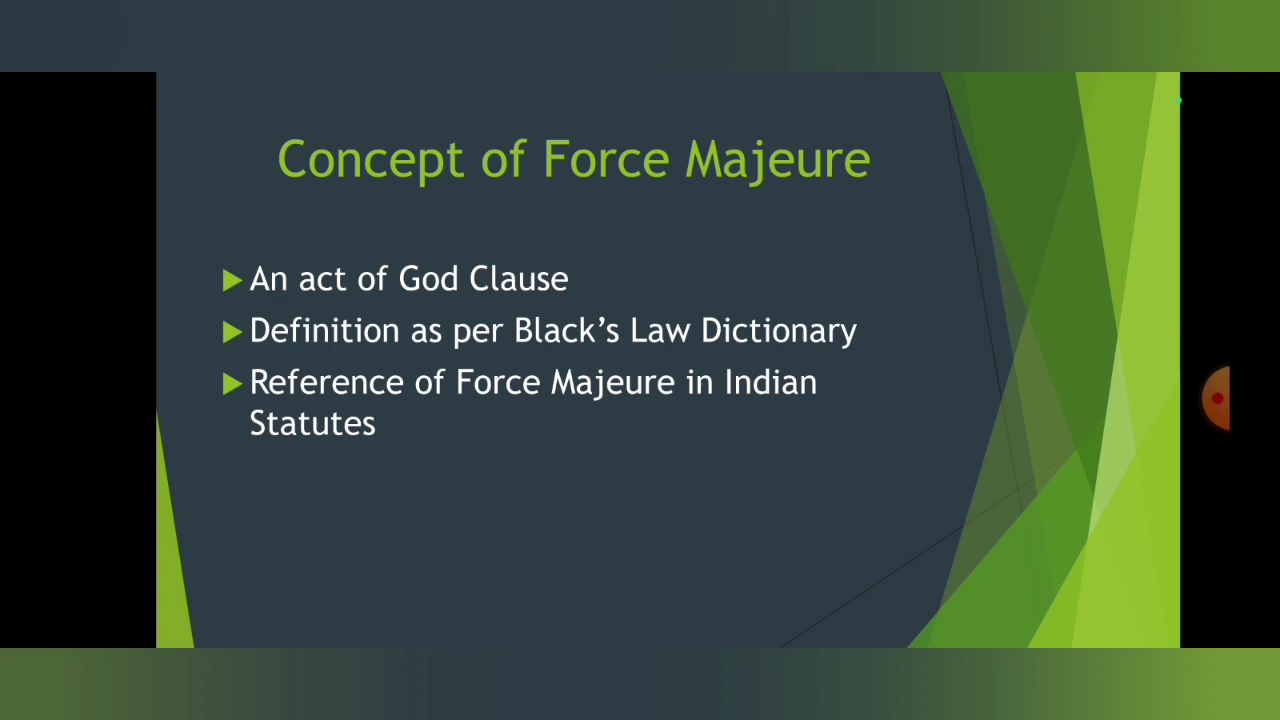 Concept of Force Majeure
An act of God Clause
Definition as per Black’s Law Dictionary
Reference of Force Majeure in Indian
Statutes